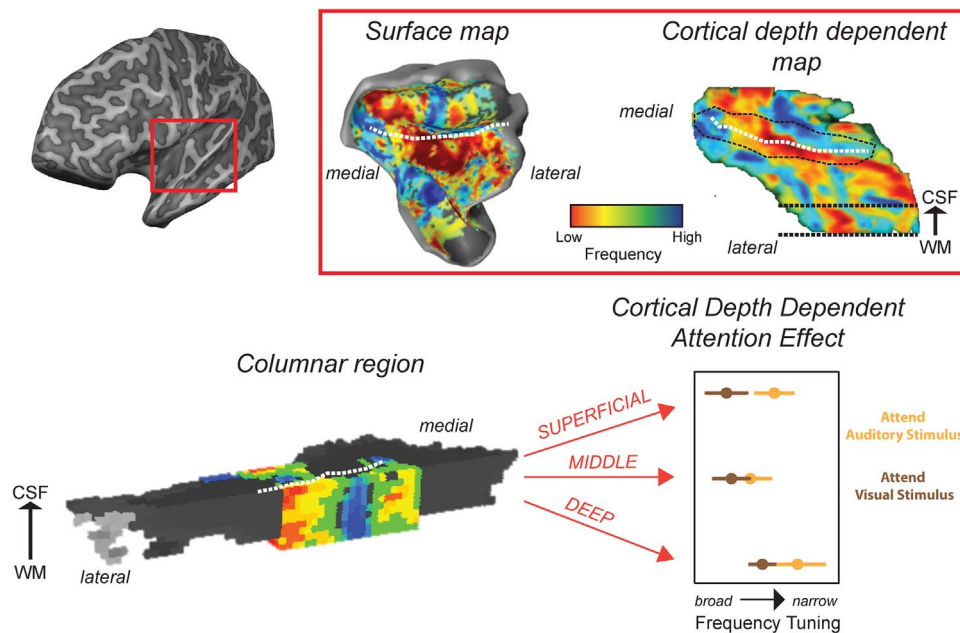 Surface map
Cortical depth dependent
map
medial
medial
lateral
Low
High
Frequency
CSF
WM
lateral
Cortical Depth Dependent
Attention Effect
Columnar region
medial
CSF
WM
lateral
SUPERFICIAL
MIDDLE
DEEP
Attend
Auditory Stimulus
Attend
Visual Stimulus
broad
narrow
Frequency Tuning